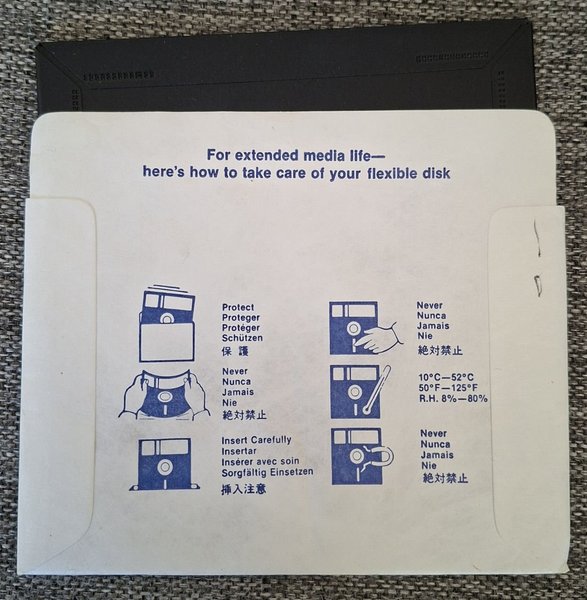 For extended media life—
here's how to take care of your flexible disk
Protect
Proteger
Protéger
Schützen
保護
Never
Nunca
Jamais
Nie
絶対禁止
Insert Carefully
Insertar
Insérer avec soin
Sorgfältig Einsetzen
挿入注意
Never
Nunca
Jamais
Nie
絶対禁止
10°C—52°C
50°F—125°F
R.H. 8%—80%
Never
Nunca
Jamais
Nie
絶対禁止